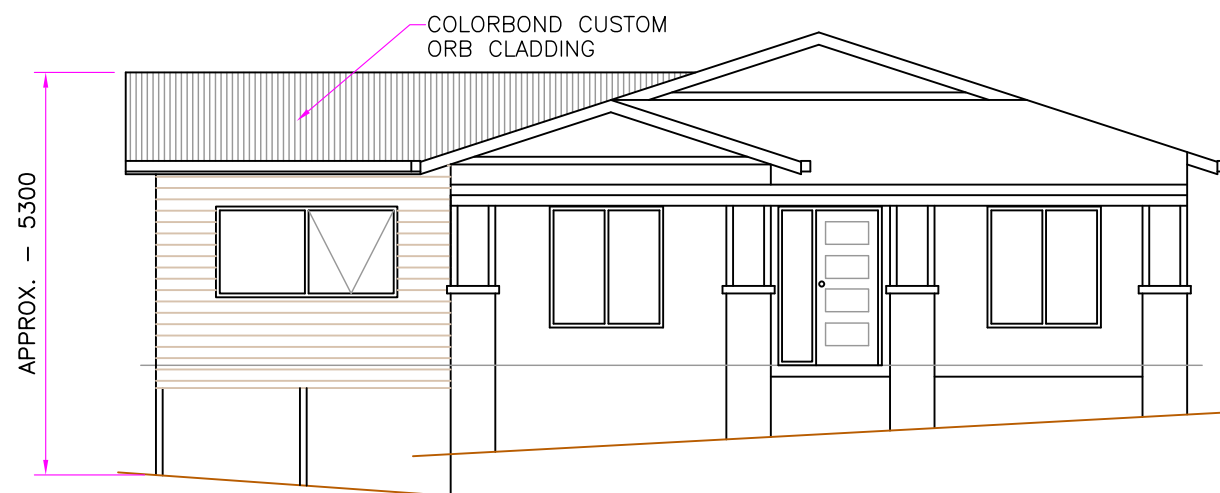 COLORBOND CUSTOM
ORB CLADDING
APPROX. – 5300